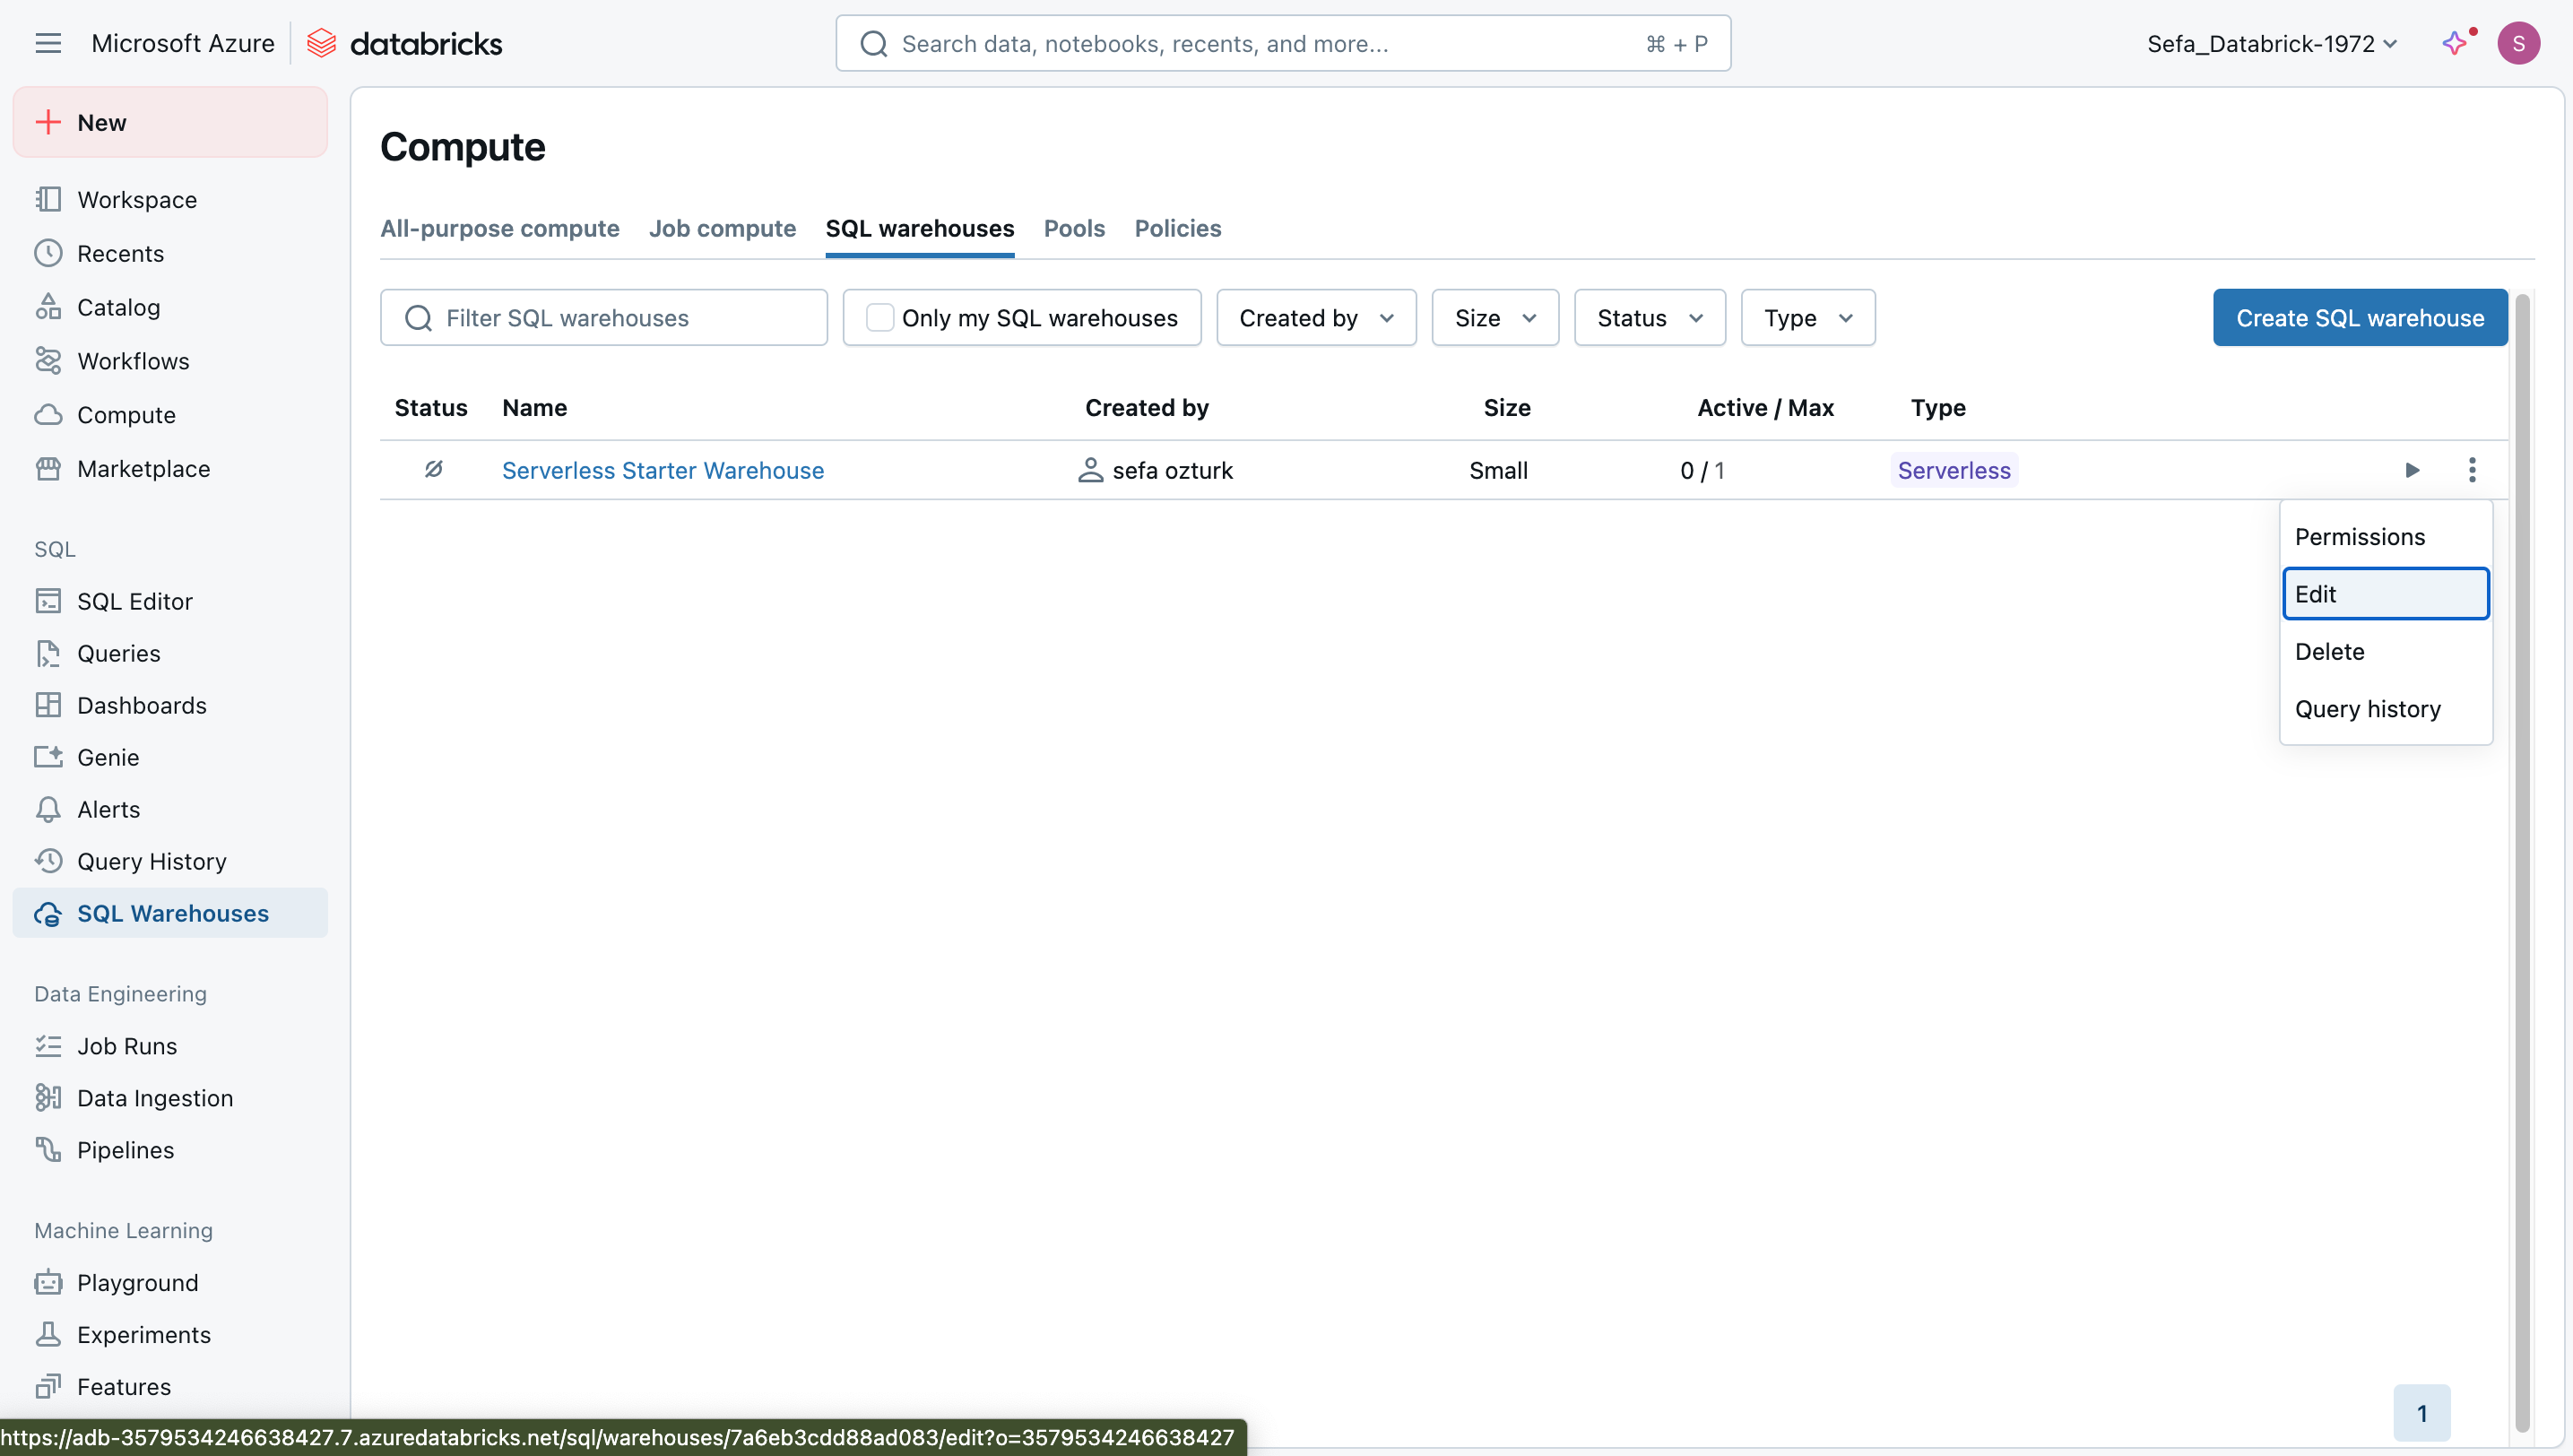 Microsoft Azure databricks Search data, notebooks, recents, and more... ⌘ + P Sefa_Databrick-1972 S
New
Workspace
Recents
Catalog
Workflows
Compute
Marketplace
SQL
SQL Editor
Queries
Dashboards
Genie
Alerts
Query History
SQL Warehouses
Data Engineering
Job Runs
Data Ingestion
Pipelines
Machine Learning
Playground
Experiments
Features
Compute
All-purpose compute Job compute SQL warehouses Pools Policies
Filter SQL warehouses Only my SQL warehouses Created by Size Status Type Create SQL warehouse
Status Name Created by Size Active / Max Type
Serverless Starter Warehouse sefa ozturk Small 0 / 1 Serverless
Permissions
Edit
Delete
Query history
1
https://adb-3579534246638427.7.azuredatabricks.net/sql/warehouses/7a6eb3cdd88ad083/edit?o=3579534246638427